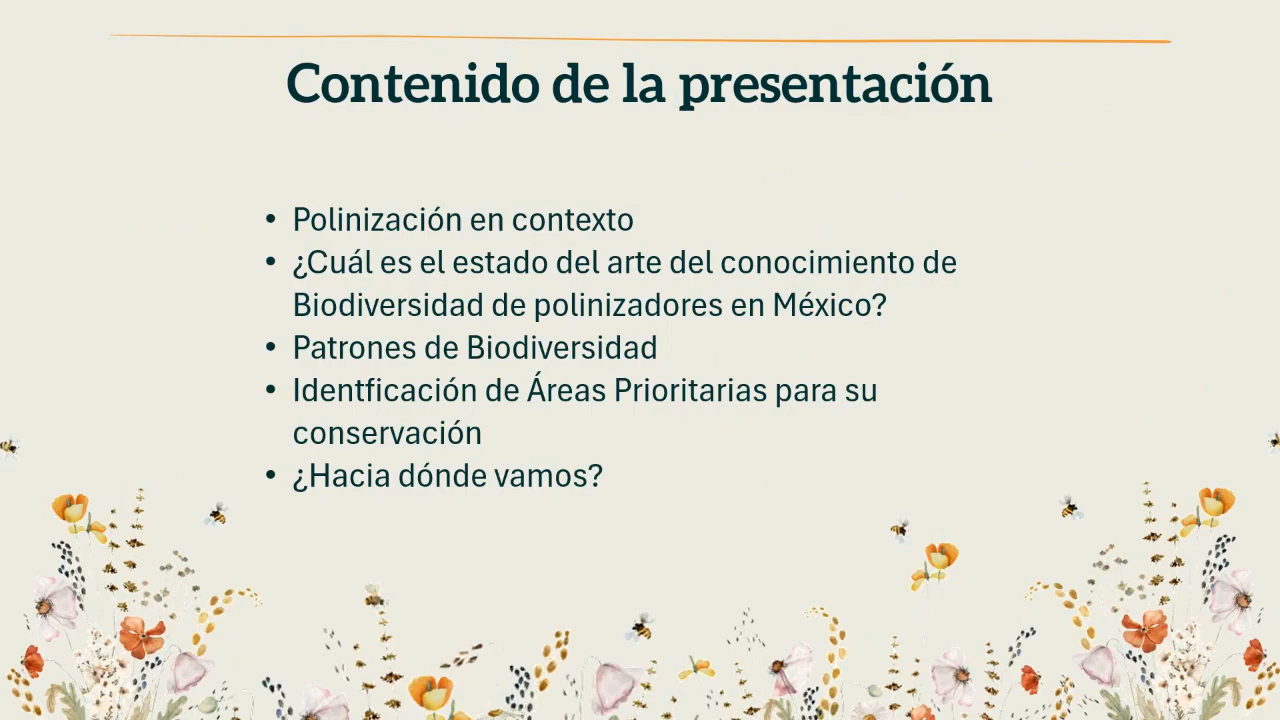 Contenido de la presentación
• Polinización en contexto
• ¿Cuál es el estado del arte del conocimiento de
Biodiversidad de polinizadores en México?
• Patrones de Biodiversidad
• Identficación de Áreas Prioritarias para su
conservación
• ¿Hacia dónde vamos?